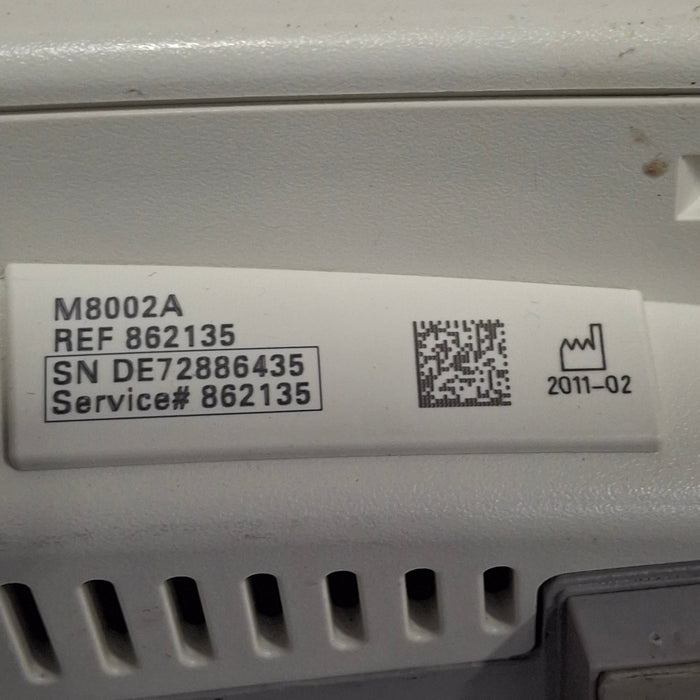 M8002A
REF 862135
SN DE72886435
Service# 862135
2011-02